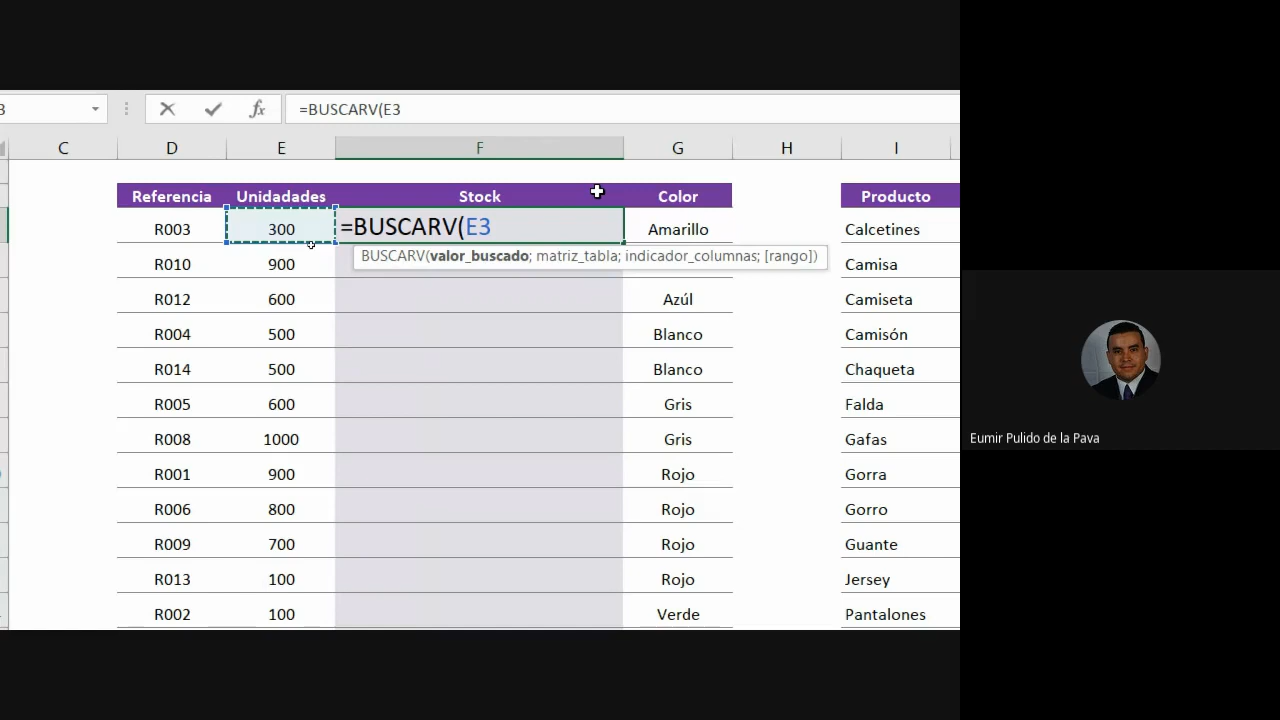 3 =BUSCARV(E3
C D E F G H I
Referencia Unidadades Stock Color Producto
R003 300 =BUSCARV(E3 Amarillo Calcetines
BUSCARV(valor_buscado; matriz_tabla; indicador_columnas; [rango])
R010 900 Camisa
R012 600 Azúl Camiseta
R004 500 Blanco Camisón
R014 500 Blanco Chaqueta
R005 600 Gris Falda
R008 1000 Gris Gafas
R001 900 Rojo Gorra
R006 800 Rojo Gorro
R009 700 Rojo Guante
R013 100 Rojo Jersey
R002 100 Verde Pantalones
Eumir Pulido de la Pava